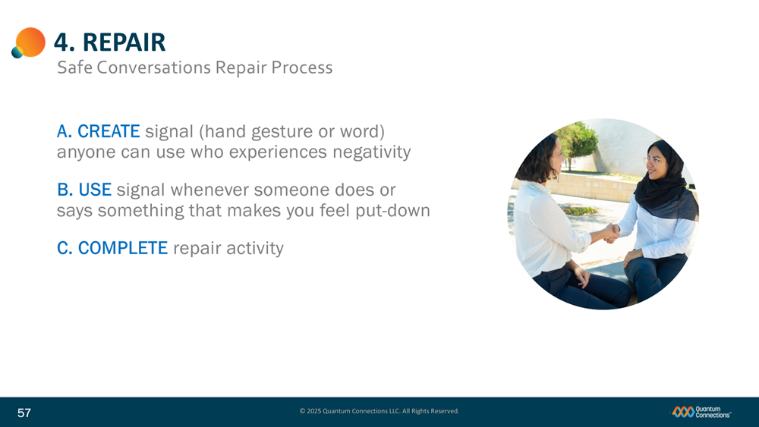 4. REPAIR
Safe Conversations Repair Process
A. CREATE signal (hand gesture or word)
anyone can use who experiences negativity
B. USE signal whenever someone does or
says something that makes you feel put-down
C. COMPLETE repair activity
57
© 2025 Quantum Connections LLC. All Rights Reserved.
Quantum
Connections™